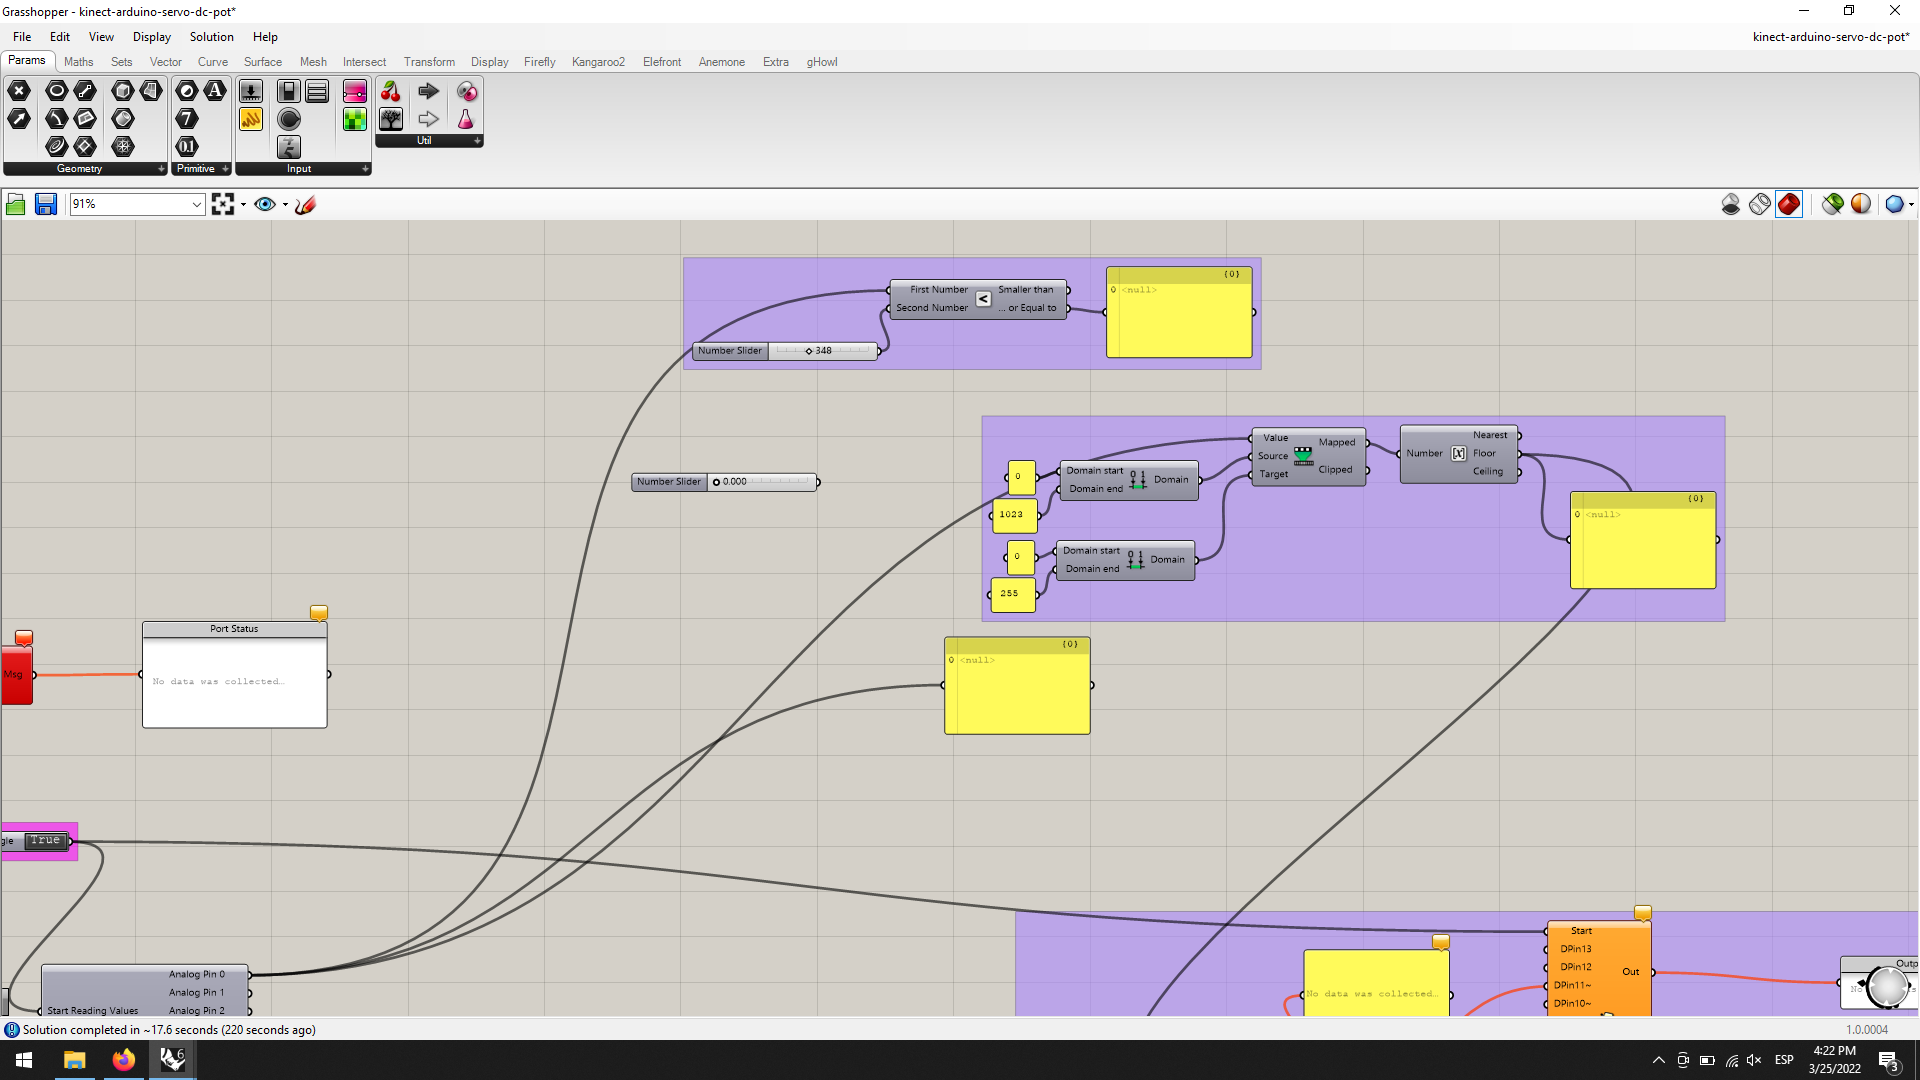 Grasshopper - kinect-arduino-servo-dc-pot*
File Edit View Display Solution Help
kinect-arduino-servo-dc-pot*
Params Maths Sets Vector Curve Surface Mesh Intersect Transform Display Firefly Kangaroo2 Elefront Anemone Extra gHowl
Geometry
Primitive
Input
Util
91%
{0}
0 <null>
First Number
Second Number
Smaller than
... or Equal to
Number Slider 348
Number Slider 0.000
0
1023
0
255
Domain start
Domain end
Domain
Domain start
Domain end
Domain
Value
Source
Target
Mapped
Clipped
Number
Nearest
Floor
Ceiling
{0}
0 <null>
{0}
0 <null>
Msg
Port Status
No data was collected…
gle True
Analog Pin 0
Analog Pin 1
Analog Pin 2
Start Reading Values
No data was collected…
Start
DPin13
DPin12
DPin11~
DPin10~
Out
Outp
No
Solution completed in ~17.6 seconds (220 seconds ago)
1.0.0004
ESP
4:22 PM
3/25/2022
3